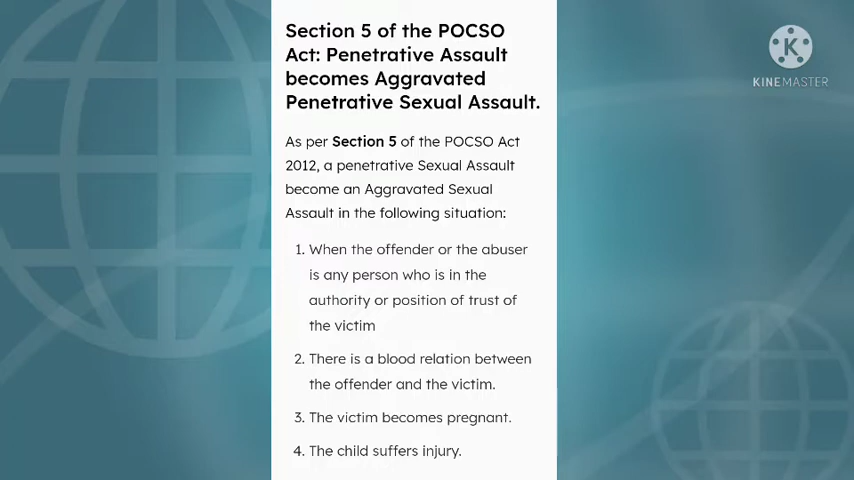 Section 5 of the POCSO
Act: Penetrative Assault
becomes Aggravated
Penetrative Sexual Assault.
As per Section 5 of the POCSO Act
2012, a penetrative Sexual Assault
become an Aggravated Sexual
Assault in the following situation:
1. When the offender or the abuser
is any person who is in the
authority or position of trust of
the victim
2. There is a blood relation between
the offender and the victim.
3. The victim becomes pregnant.
4. The child suffers injury.
K
KINEMASTER